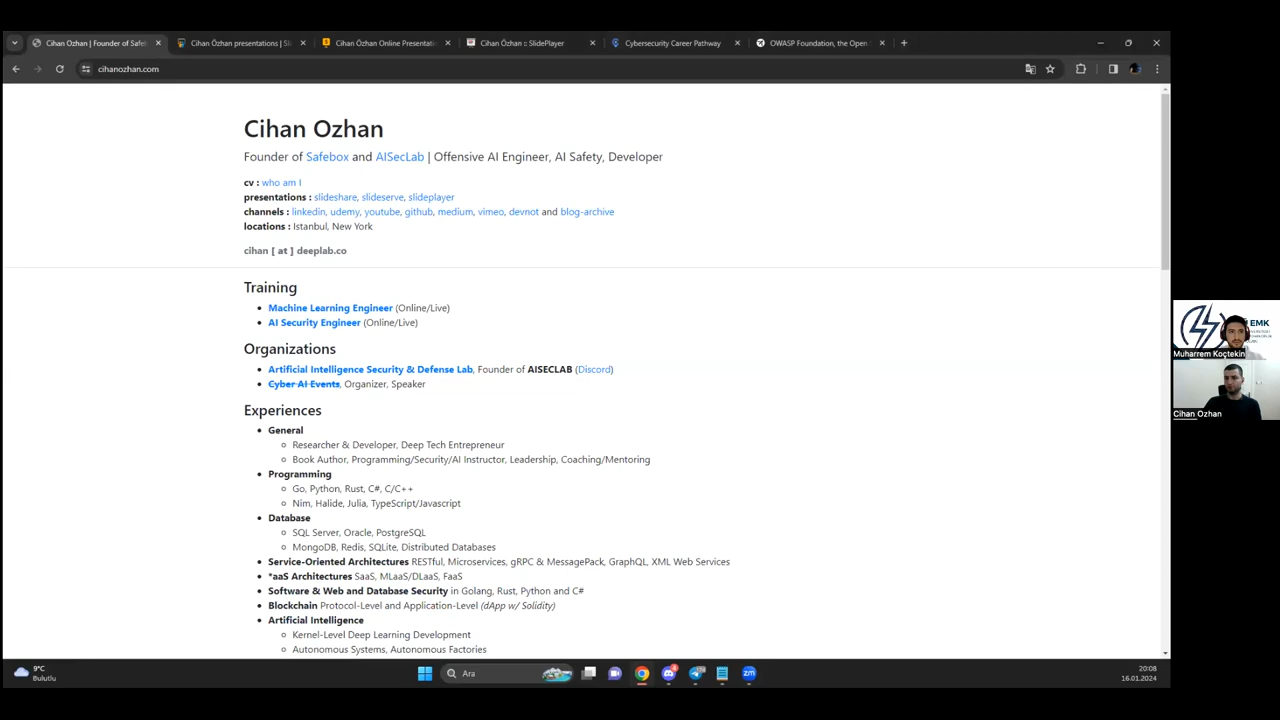 Cihan Ozhan | Founder of Safeb
Cihan Özhan presentations | Sl
Cihan Özhan Online Presentatio
Cihan Özhan :: SlidePlayer
Cybersecurity Career Pathway
OWASP Foundation, the Open S
cihanozhan.com
Cihan Ozhan
Founder of Safebox and AISecLab | Offensive AI Engineer, AI Safety, Developer
cv : who am I
presentations : slideshare, slideserve, slideplayer
channels : linkedin, udemy, youtube, github, medium, vimeo, devnot and blog-archive
locations : Istanbul, New York
cihan [ at ] deeplab.co
Training
Machine Learning Engineer (Online/Live)
AI Security Engineer (Online/Live)
Organizations
Artificial Intelligence Security & Defense Lab, Founder of AISECLAB (Discord)
Cyber AI Events, Organizer, Speaker
Experiences
General
Researcher & Developer, Deep Tech Entrepreneur
Book Author, Programming/Security/AI Instructor, Leadership, Coaching/Mentoring
Programming
Go, Python, Rust, C#, C/C++
Nim, Halide, Julia, TypeScript/Javascript
Database
SQL Server, Oracle, PostgreSQL
MongoDB, Redis, SQLite, Distributed Databases
Service-Oriented Architectures RESTful, Microservices, gRPC & MessagePack, GraphQL, XML Web Services
*aaS Architectures SaaS, MLaaS/DLaaS, FaaS
Software & Web and Database Security in Golang, Rust, Python and C#
Blockchain Protocol-Level and Application-Level (dApp w/ Solidity)
Artificial Intelligence
Kernel-Level Deep Learning Development
Autonomous Systems, Autonomous Factories
EMK
Muharrem Koçtekin
Cihan Ozhan
9°C
Bulutlu
Ara
zm
20:08
16.01.2024